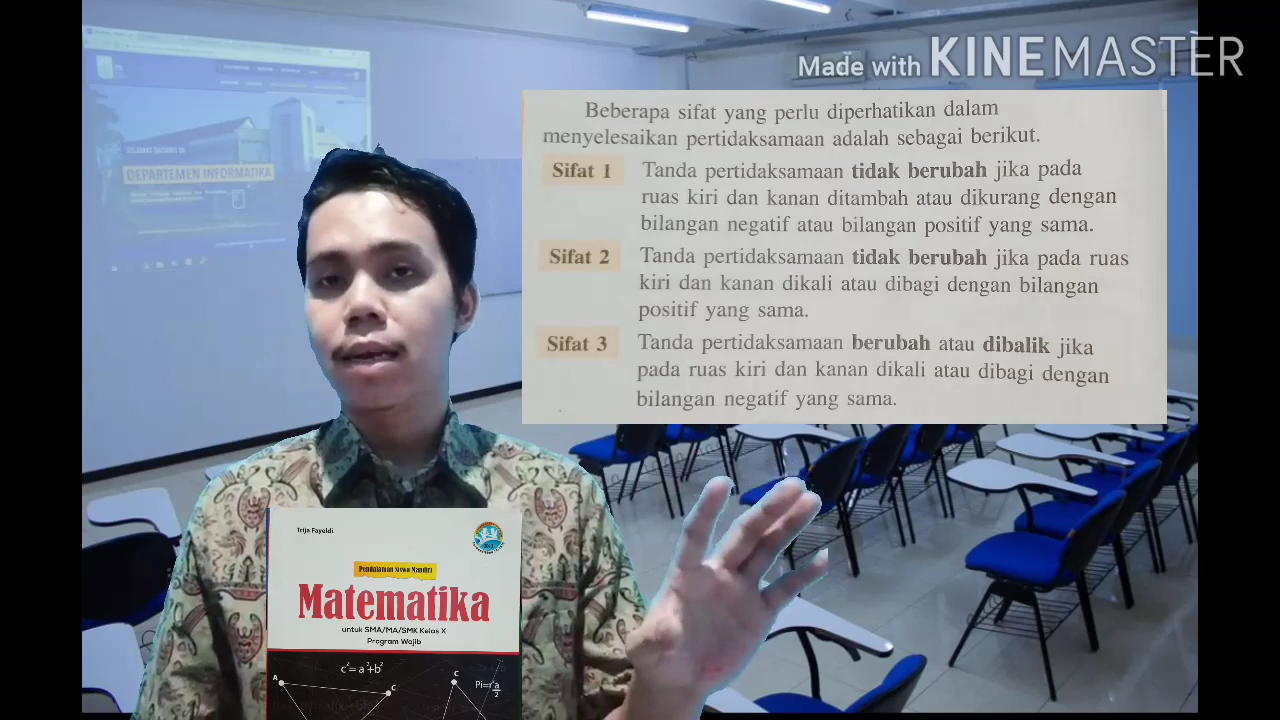 Made with KINEMASTER
Beberapa sifat yang perlu diperhatikan dalam
menyelesaikan pertidaksamaan adalah sebagai berikut.
Sifat 1 Tanda pertidaksamaan tidak berubah jika pada
ruas kiri dan kanan ditambah atau dikurang dengan
bilangan negatif atau bilangan positif yang sama.
Sifat 2 Tanda pertidaksamaan tidak berubah jika pada ruas
kiri dan kanan dikali atau dibagi dengan bilangan
positif yang sama.
Sifat 3 Tanda pertidaksamaan berubah atau dibalik jika
pada ruas kiri dan kanan dikali atau dibagi dengan
bilangan negatif yang sama.
DEPARTEMEN INFORMATIKA
Trija Fayeldi
Pendalaman Siswa Mandiri
Matematika
untuk SMA/MA/SMK Kelas X
Program Wajib
c²=a²+b²
A
C
C